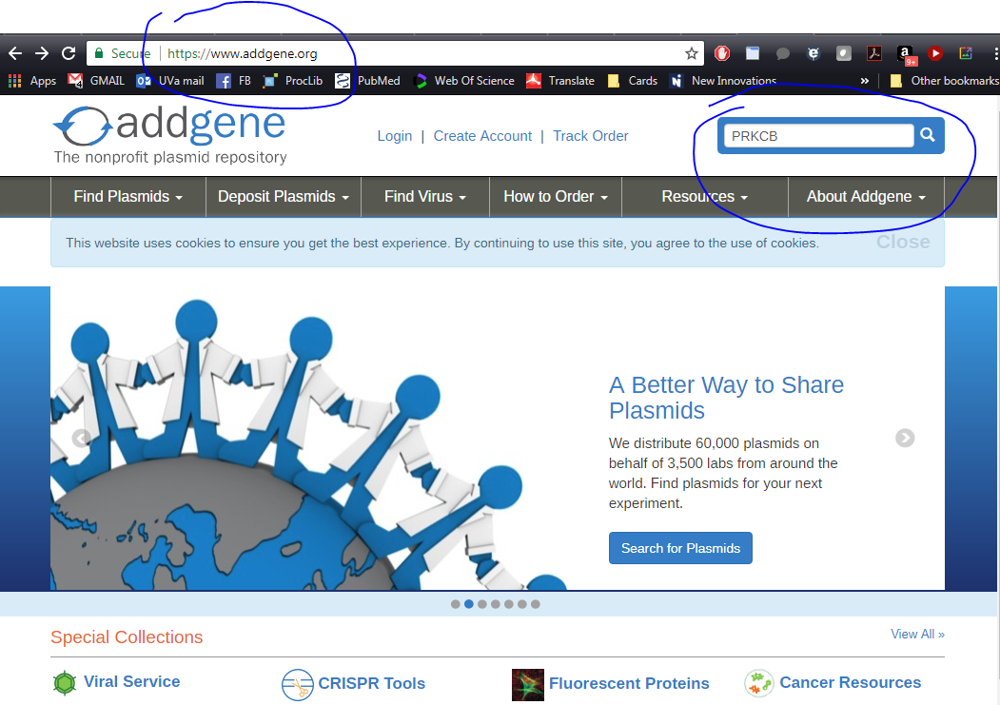 Secure https://www.addgene.org
Apps GMAIL UVa mail FB ProcLib PubMed Web Of Science Translate Cards New Innovations » Other bookmarks
9+
addgene
The nonprofit plasmid repository
Login | Create Account | Track Order
PRKCB
Find Plasmids Deposit Plasmids Find Virus How to Order Resources About Addgene
This website uses cookies to ensure you get the best experience. By continuing to use this site, you agree to the use of cookies. Close
A Better Way to Share
Plasmids
We distribute 60,000 plasmids on
behalf of 3,500 labs from around the
world. Find plasmids for your next
experiment.
Search for Plasmids
Special Collections View All »
Viral Service CRISPR Tools Fluorescent Proteins Cancer Resources